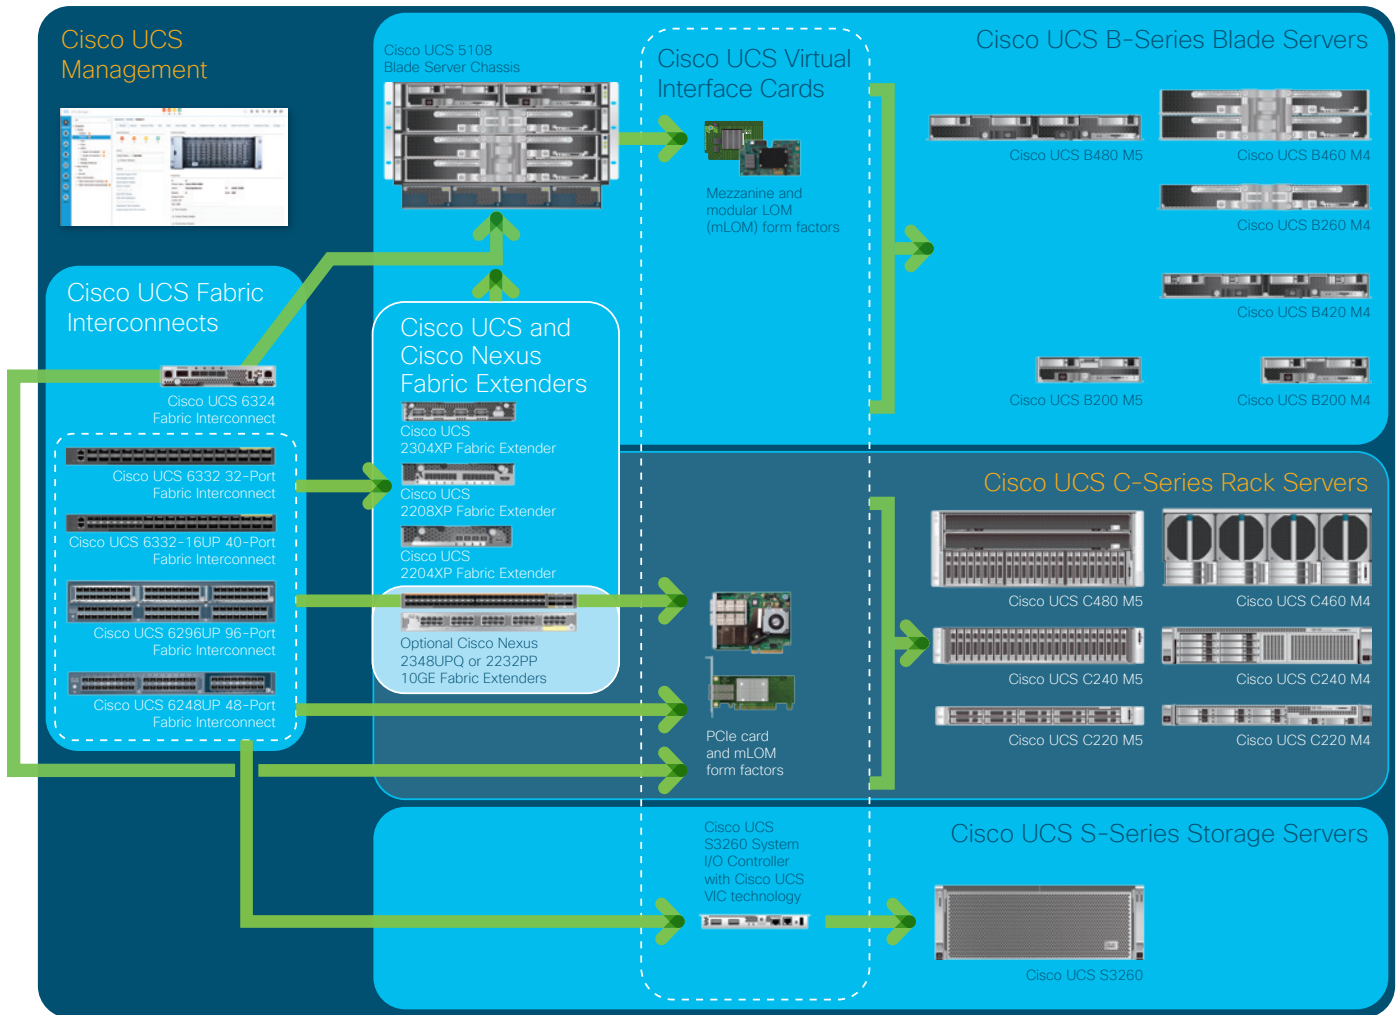 Cisco UCS
Management
Cisco UCS Fabric
Interconnects
Cisco UCS 6324
Fabric Interconnect
Cisco UCS 6332 32-Port
Fabric Interconnect
Cisco UCS 6332-16UP 40-Port
Fabric Interconnect
Cisco UCS 6296UP 96-Port
Fabric Interconnect
Cisco UCS 6248UP 48-Port
Fabric Interconnect
Cisco UCS 5108
Blade Server Chassis
Cisco UCS and
Cisco Nexus
Fabric Extenders
Cisco UCS
2304XP Fabric Extender
Cisco UCS
2208XP Fabric Extender
Cisco UCS
2204XP Fabric Extender
Optional Cisco Nexus
2348UPQ or 2232PP
10GE Fabric Extenders
Cisco UCS Virtual
Interface Cards
Mezzanine and
modular LOM
(mLOM) form factors
PCIe card
and mLOM
form factors
Cisco UCS
S3260 System
I/O Controller
with Cisco UCS
VIC technology
Cisco UCS B-Series Blade Servers
Cisco UCS B480 M5
Cisco UCS B460 M4
Cisco UCS B260 M4
Cisco UCS B420 M4
Cisco UCS B200 M5
Cisco UCS B200 M4
Cisco UCS C-Series Rack Servers
Cisco UCS C480 M5
Cisco UCS C460 M4
Cisco UCS C240 M5
Cisco UCS C240 M4
Cisco UCS C220 M5
Cisco UCS C220 M4
Cisco UCS S-Series Storage Servers
Cisco UCS S3260